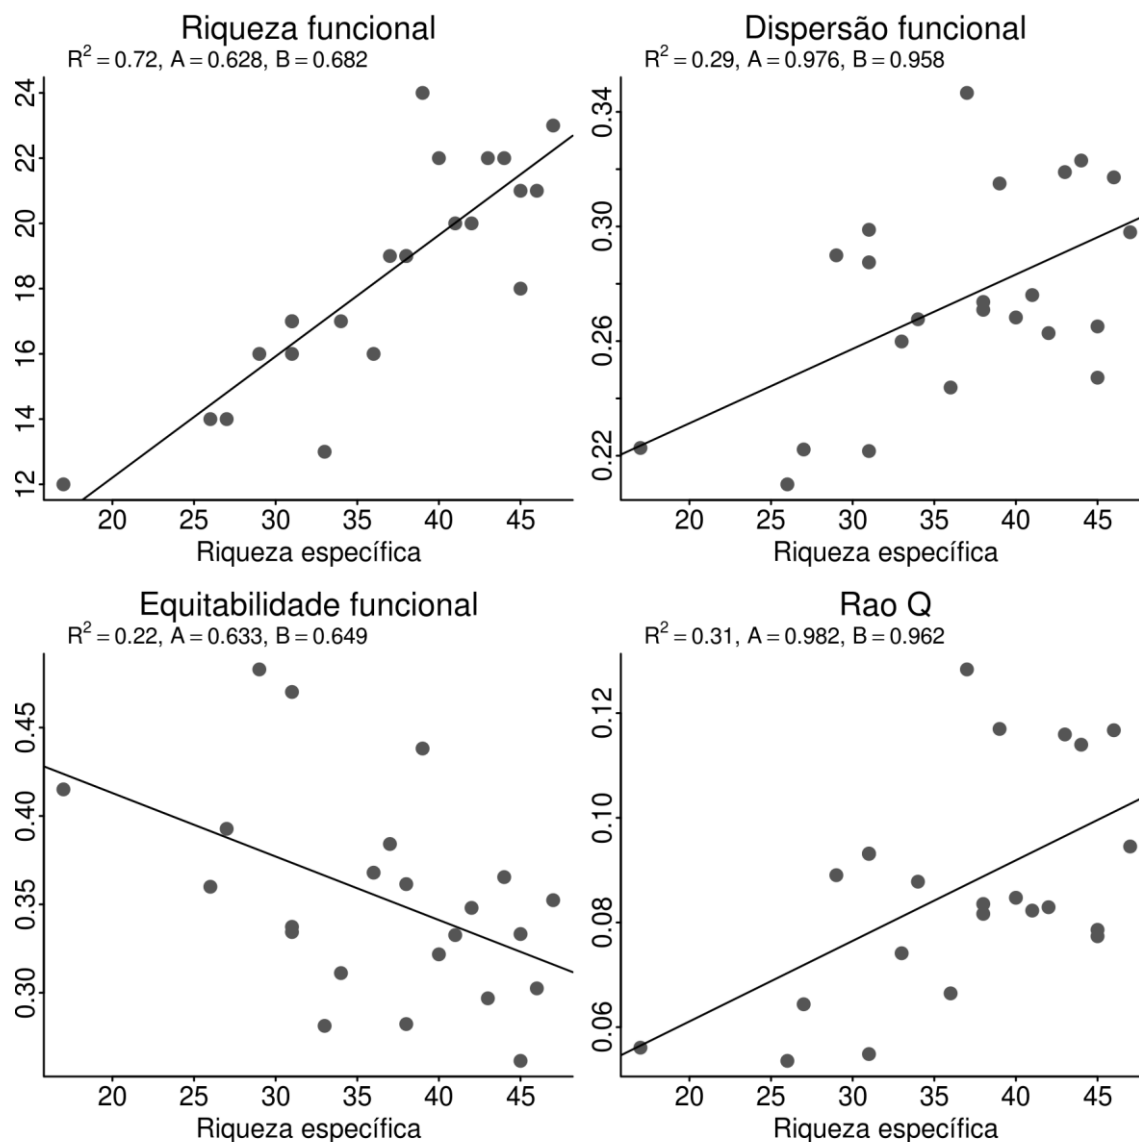 Riqueza funcional
R² = 0.72, A = 0.628, B = 0.682
24
22
20
18
16
14
12
20 25 30 35 40 45
Riqueza específica
Dispersão funcional
R² = 0.29, A = 0.976, B = 0.958
0.34
0.30
0.26
0.22
20 25 30 35 40 45
Riqueza específica
Equitabilidade funcional
R² = 0.22, A = 0.633, B = 0.649
0.45
0.40
0.35
0.30
20 25 30 35 40 45
Riqueza específica
Rao Q
R² = 0.31, A = 0.982, B = 0.962
0.12
0.10
0.08
0.06
20 25 30 35 40 45
Riqueza específica